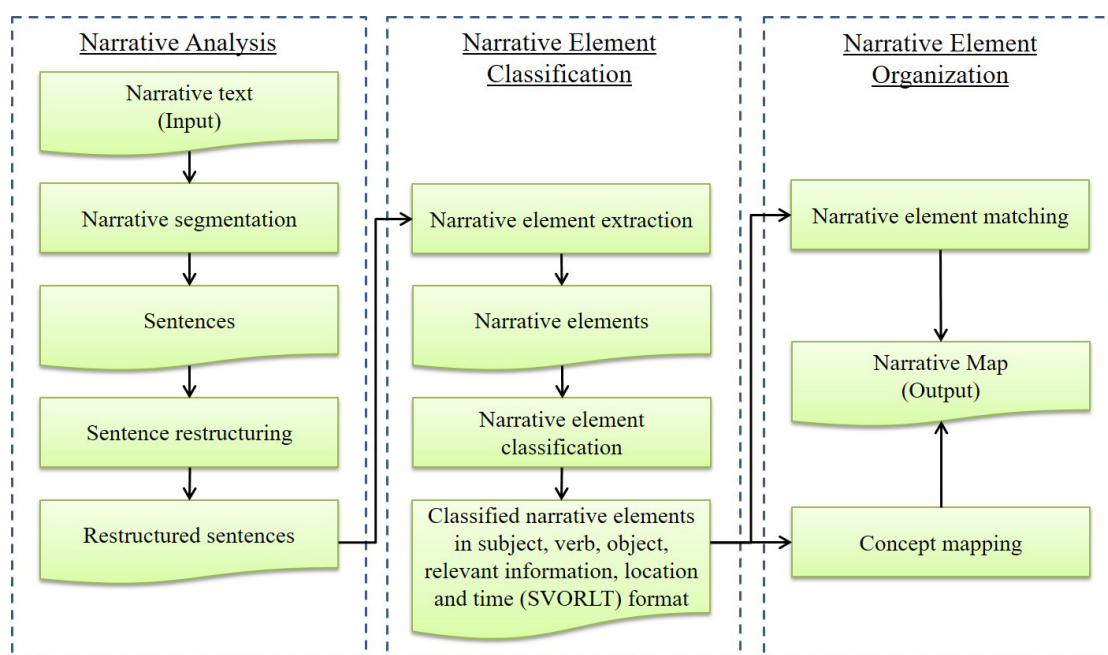 Narrative Analysis
Narrative text
(Input)
Narrative segmentation
Sentences
Sentence restructuring
Restructured sentences
Narrative Element
Classification
Narrative element extraction
Narrative elements
Narrative element
classification
Classified narrative elements
in subject, verb, object,
relevant information, location
and time (SVORLT) format
Narrative Element
Organization
Narrative element matching
Narrative Map
(Output)
Concept mapping